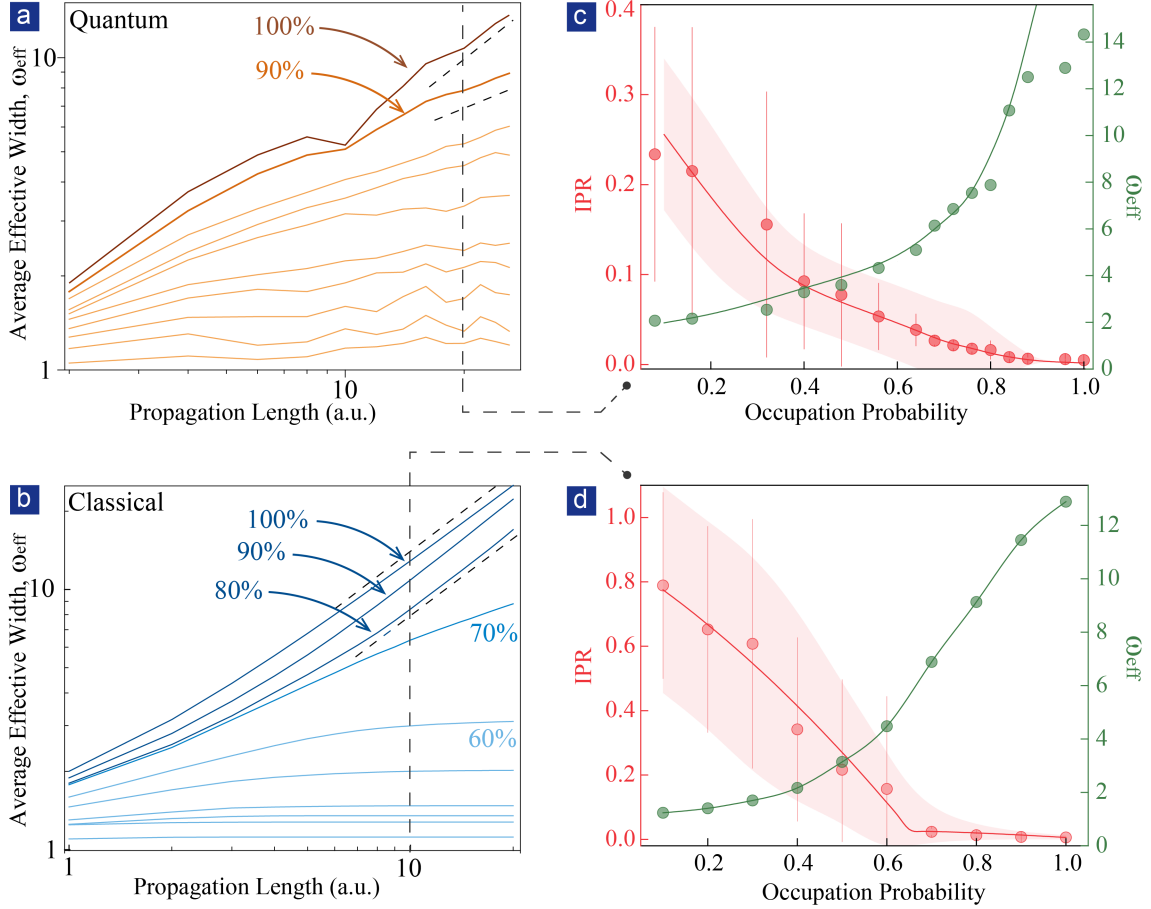 a
Quantum
100%
90%
10
1
Average Effective Width, ωeff
10
Propagation Length (a.u.)
c
0.4
0.3
0.2
0.1
0.0
IPR
14
12
10
8
6
4
2
0
ωeff
0.2 0.4 0.6 0.8 1.0
Occupation Probability
b
Classical
100%
90%
80%
70%
60%
10
1
Average Effective Width, ωeff
1 10
Propagation Length (a.u.)
d
1.0
0.8
0.6
0.4
0.2
0.0
IPR
12
10
8
6
4
2
0
ωeff
0.2 0.4 0.6 0.8 1.0
Occupation Probability